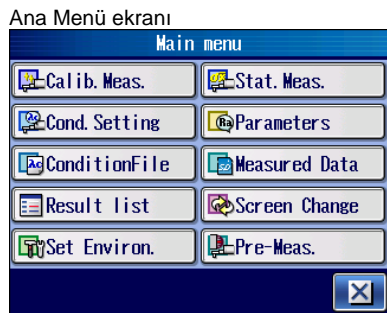 Ana Menü ekranı
Main menu
Calib. Meas. Stat. Meas.
Cond. Setting Parameters
ConditionFile Measured Data
Result list Screen Change
Set Environ. Pre-Meas.